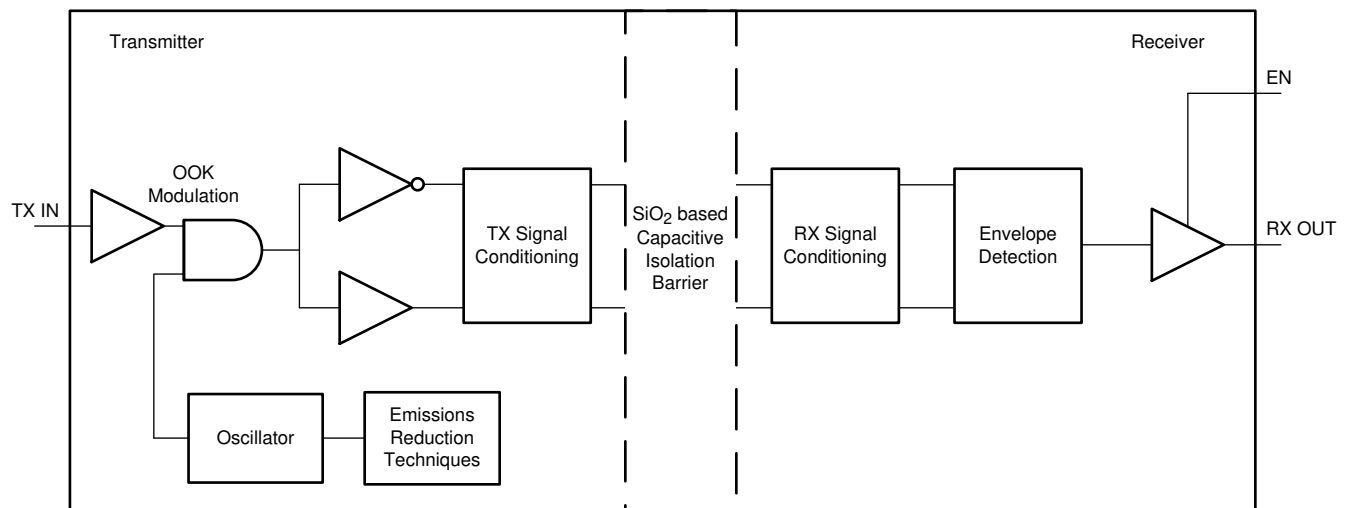 Transmitter
Receiver
EN
OOK
Modulation
TX IN
TX Signal
Conditioning
SiO2 based
Capacitive
Isolation
Barrier
RX Signal
Conditioning
Envelope
Detection
RX OUT
Oscillator
Emissions
Reduction
Techniques